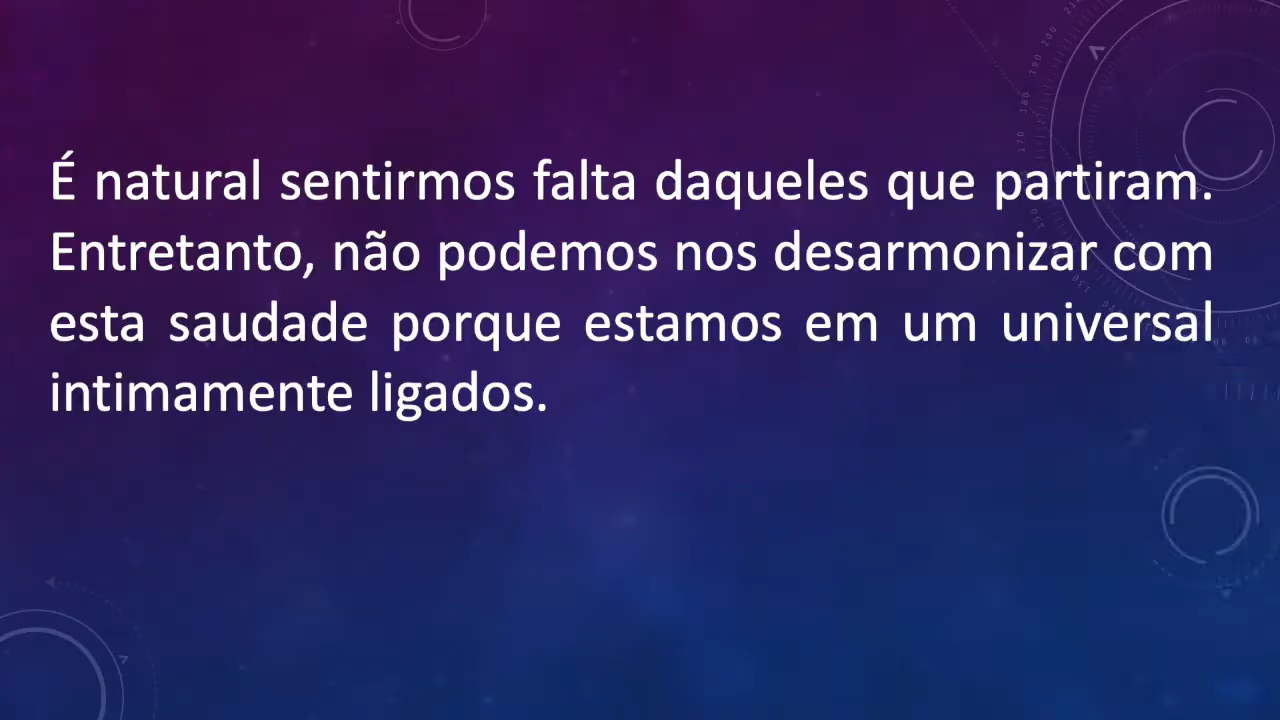 É natural sentirmos falta daqueles que partiram.
Entretanto, não podemos nos desarmonizar com
esta saudade porque estamos em um universal
intimamente ligados.